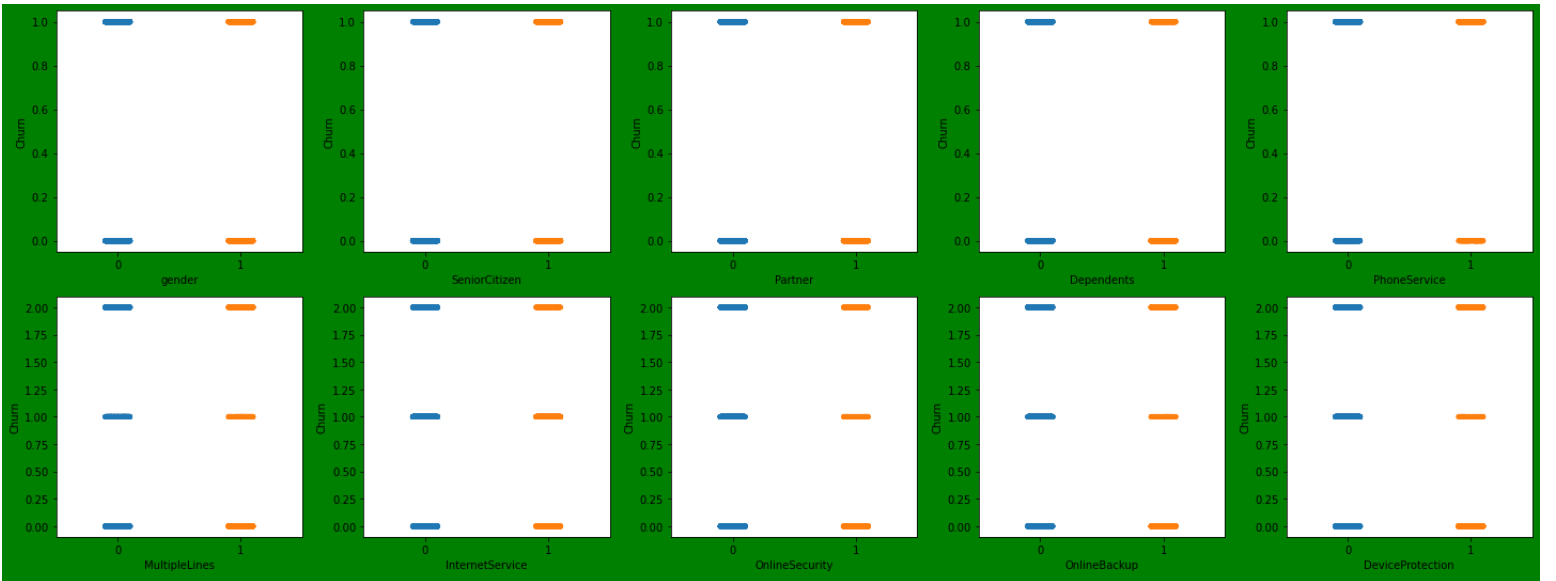 1.0 1.0 1.0 1.0 1.0
0.8 0.8 0.8 0.8 0.8
0.6 0.6 0.6 0.6 0.6
Churn Churn Churn Churn Churn
0.4 0.4 0.4 0.4 0.4
0.2 0.2 0.2 0.2 0.2
0.0 0.0 0.0 0.0 0.0
0 1 0 1 0 1 0 1 0 1
gender SeniorCitizen Partner Dependents PhoneService
2.00 2.00 2.00 2.00 2.00
1.75 1.75 1.75 1.75 1.75
1.50 1.50 1.50 1.50 1.50
1.25 1.25 1.25 1.25 1.25
Churn Churn Churn Churn Churn
1.00 1.00 1.00 1.00 1.00
0.75 0.75 0.75 0.75 0.75
0.50 0.50 0.50 0.50 0.50
0.25 0.25 0.25 0.25 0.25
0.00 0.00 0.00 0.00 0.00
0 1 0 1 0 1 0 1 0 1
MultipleLines InternetService OnlineSecurity OnlineBackup DeviceProtection